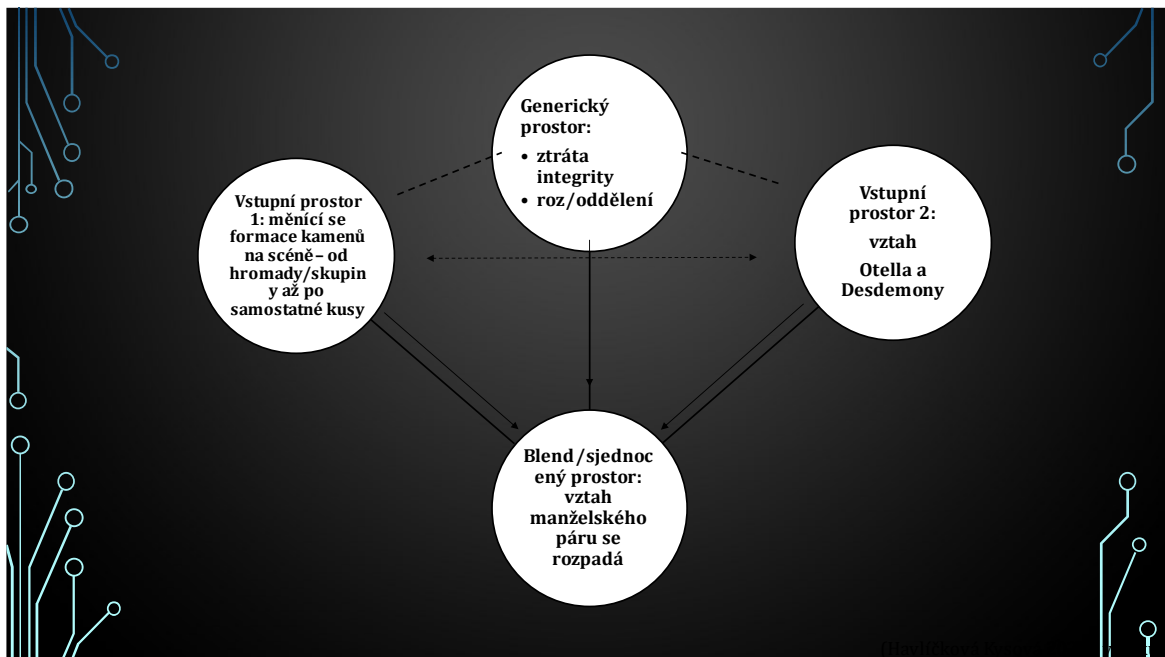 Generický
prostor:
• ztráta
integrity
• roz/oddělení
Vstupní prostor
1: měnící se
formace kamenů
na scéně – od
hromady/skupin
y až po
samostatné kusy
Vstupní
prostor 2:
vztah
Otella a
Desdemony
Blend/sjednoc
ený prostor:
vztah
manželského
páru se
rozpadá